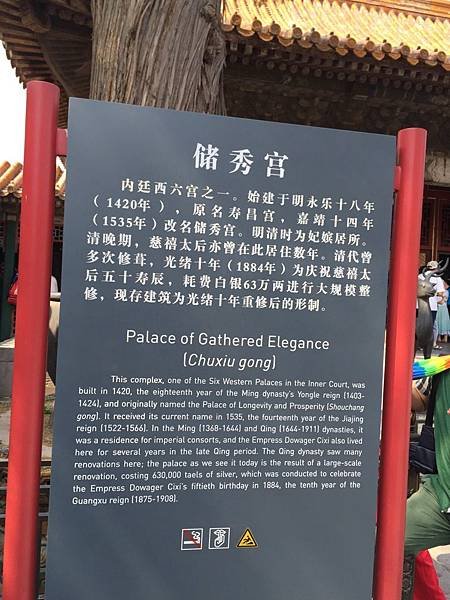 储秀宫
内廷西六宫之一。始建于明永乐十八年
（1420年），原名寿昌宫，嘉靖十四年
（1535年）改名储秀宫。明清时为妃嫔居所。
清晚期，慈禧太后亦曾在此居住数年。清代曾
多次修葺，光绪十年（1884年）为庆祝慈禧太
后五十寿辰，耗费白银63万两进行大规模整
修，现存建筑为光绪十年重修后的形制。
Palace of Gathered Elegance
(Chuxiu gong)
This complex, one of the Six Western Palaces in the Inner Court, was
built in 1420, the eighteenth year of the Ming dynasty's Yongle reign (1403-
1424), and originally named the Palace of Longevity and Prosperity (Shouchang
gong). It received its current name in 1535, the fourteenth year of the Jiajing
reign (1522-1566). In the Ming (1368-1644) and Qing (1644-1911) dynasties, it
was a residence for imperial consorts, and the Empress Dowager Cixi also lived
here for several years in the late Qing period. The Qing dynasty saw many
renovations here; the palace as we see it today is the result of a large-scale
renovation, costing 630,000 taels of silver, which was conducted to celebrate
the Empress Dowager Cixi's fiftieth birthday in 1884, the tenth year of the
Guangxu reign (1875-1908).